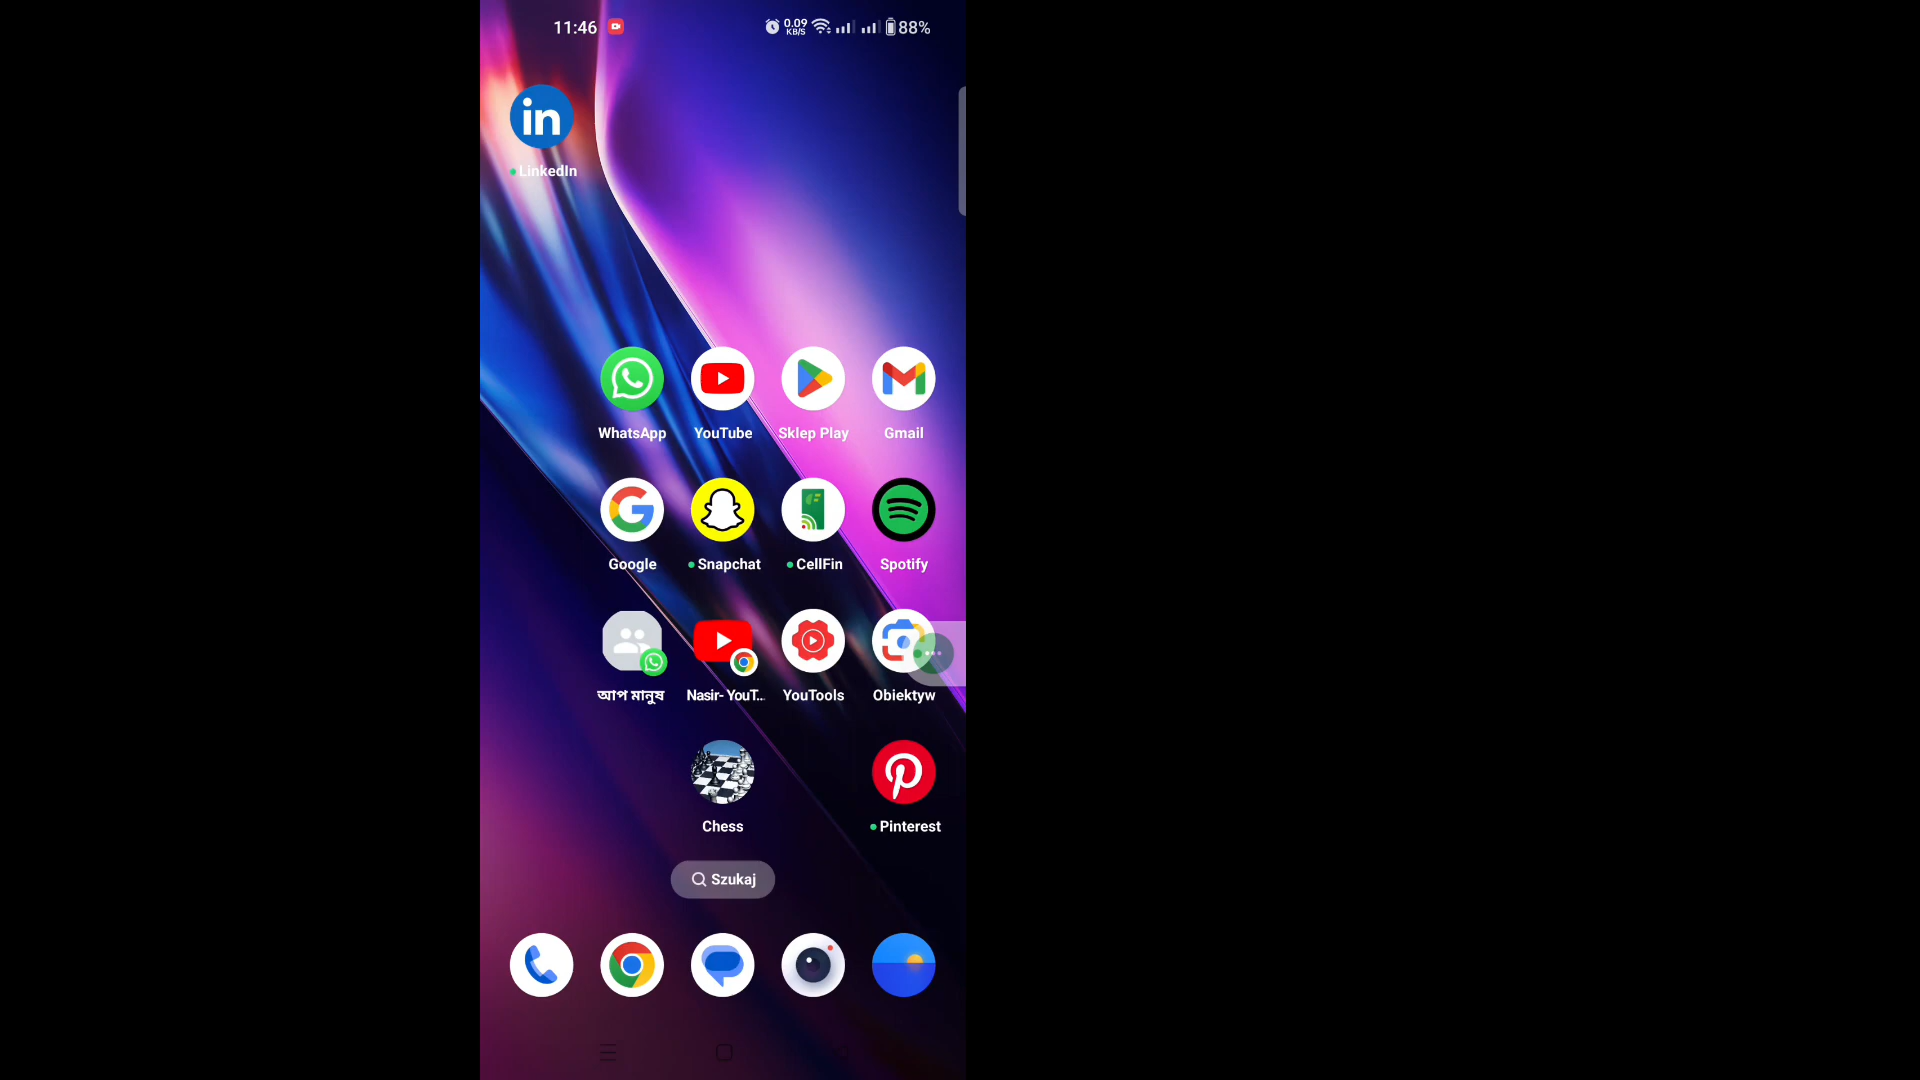 11:46
0.09 KB/S 88%
in
LinkedIn
WhatsApp YouTube Sklep Play Gmail
Google Snapchat CellFin Spotify
আপ মানুষ Nasir- YouT... YouTools Obiektyw
Chess Pinterest
Szukaj